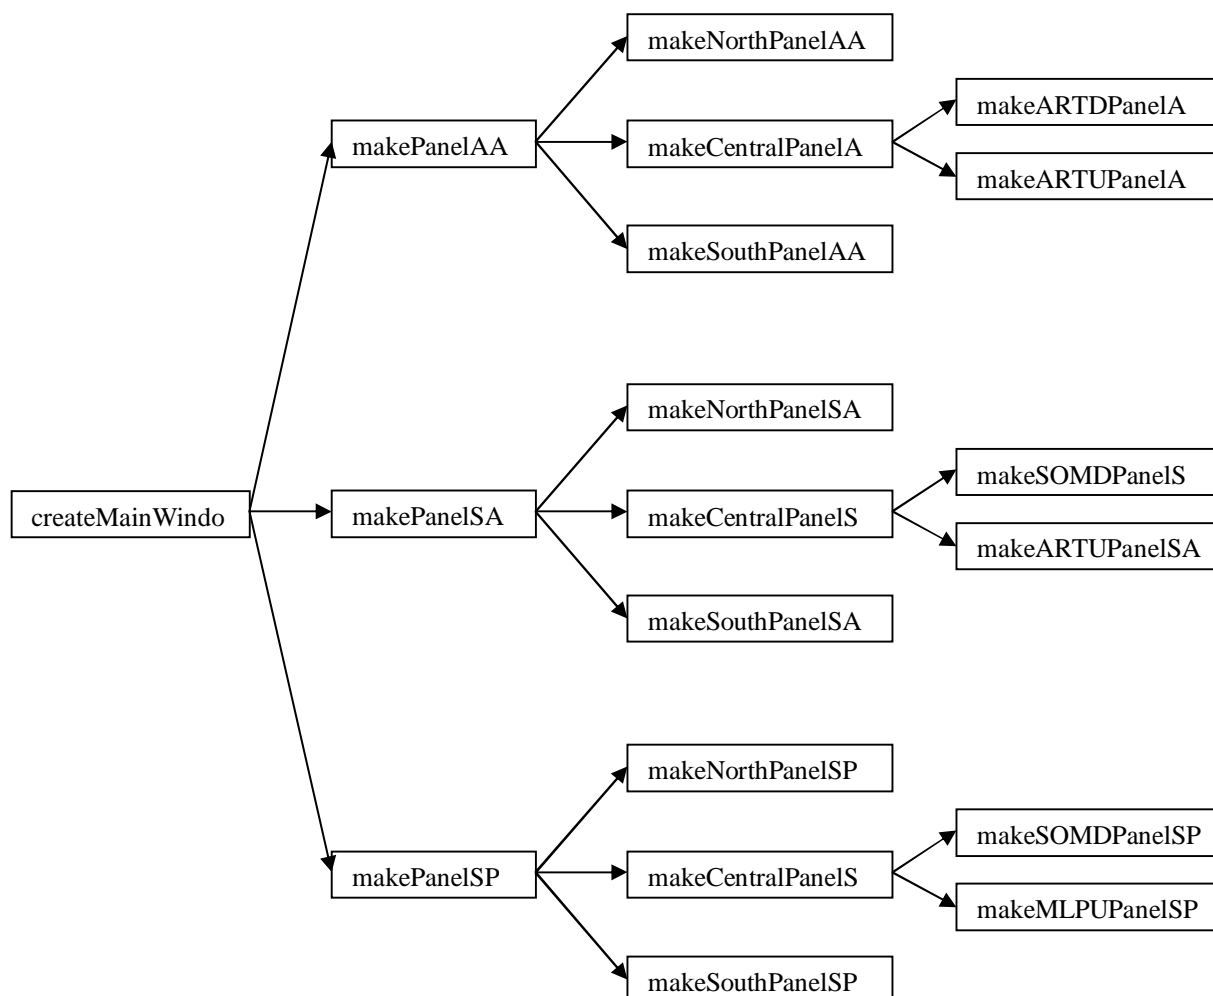 makeNorthPanelAA
makeARTDPanelA
makePanelAA
makeCentralPanelA
makeARTUPanelA
makeSouthPanelAA
makeNorthPanelSA
makeSOMDPanelS
createMainWindo
makePanelSA
makeCentralPanelS
makeARTUPanelSA
makeSouthPanelSA
makeNorthPanelSP
makeSOMDPanelSP
makePanelSP
makeCentralPanelS
makeMLPUPanelSP
makeSouthPanelSP